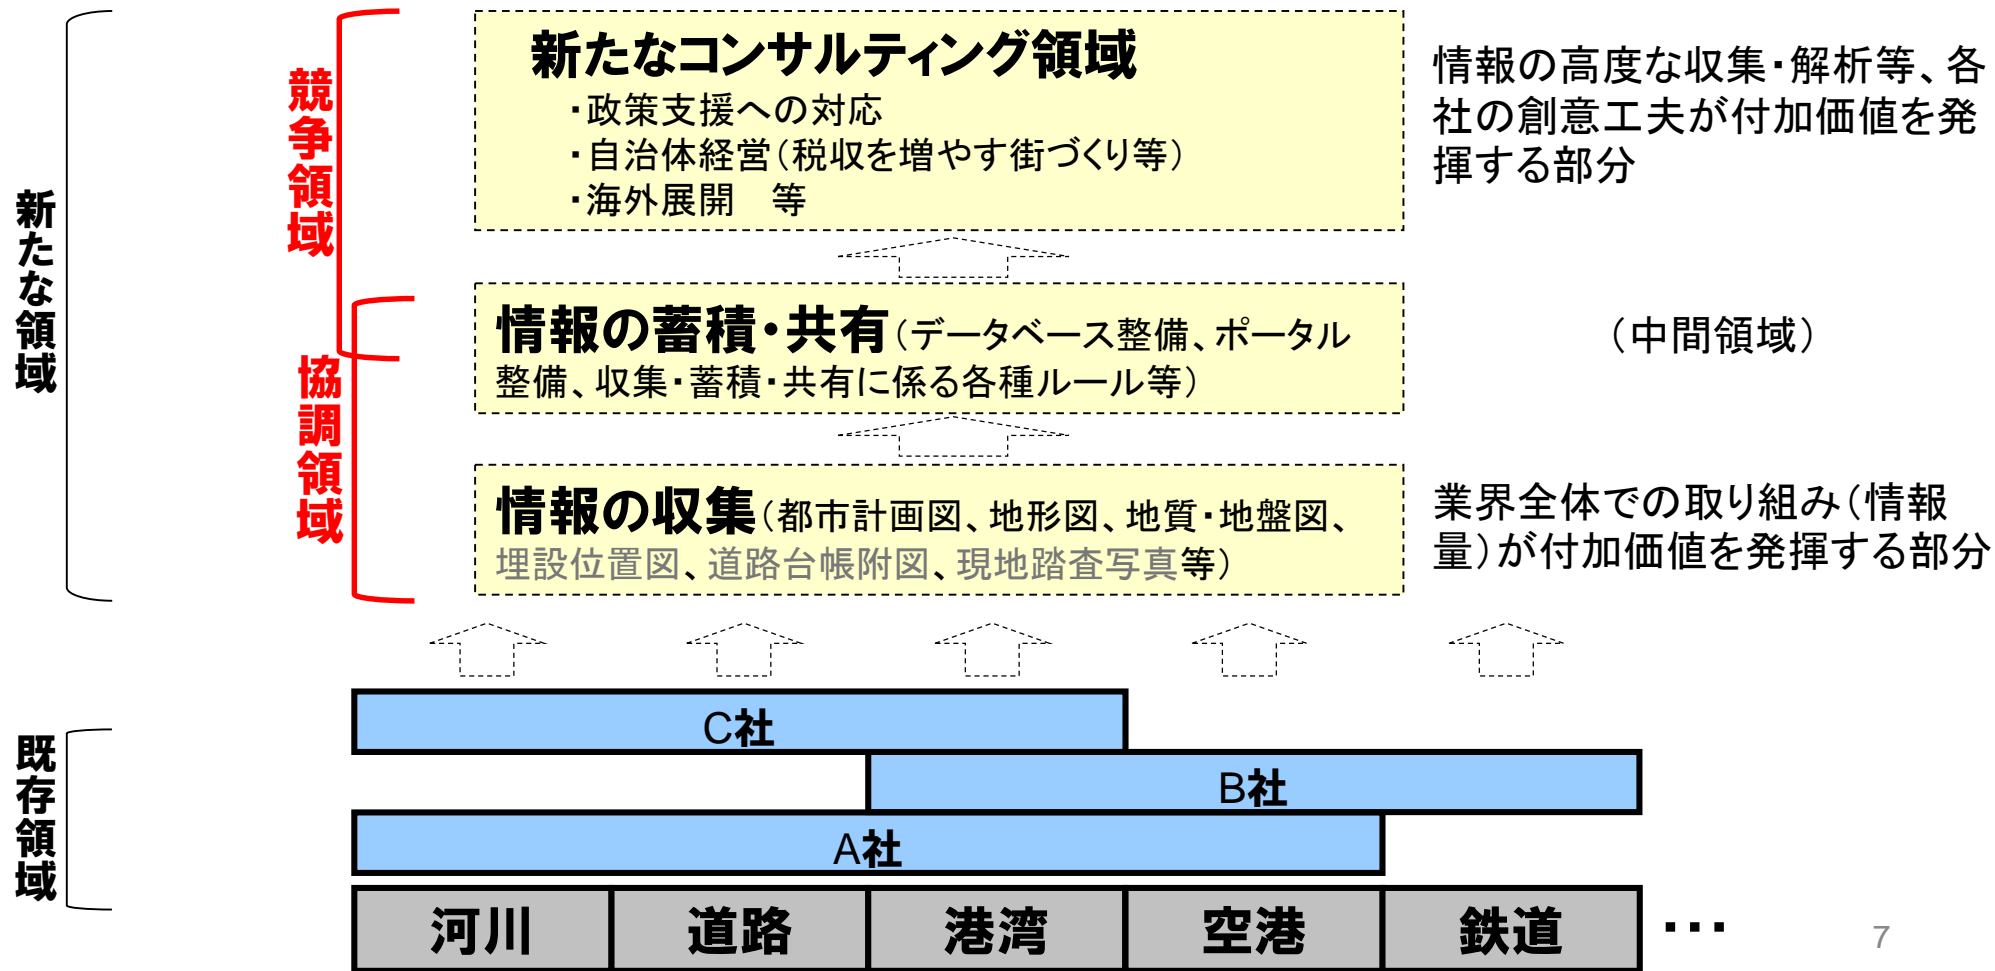 新たな領域
競争領域
協調領域
新たなコンサルティング領域
・政策支援への対応
・自治体経営（税収を増やす街づくり等）
・海外展開　等
情報の高度な収集・解析等、各
社の創意工夫が付加価値を発
揮する部分
情報の蓄積・共有（データベース整備、ポータル
整備、収集・蓄積・共有に係る各種ルール等）
（中間領域）
情報の収集（都市計画図、地形図、地質・地盤図、
埋設位置図、道路台帳附図、現地踏査写真等）
業界全体での取り組み（情報
量）が付加価値を発揮する部分
既存領域
C社
B社
A社
河川
道路
港湾
空港
鉄道
…
7